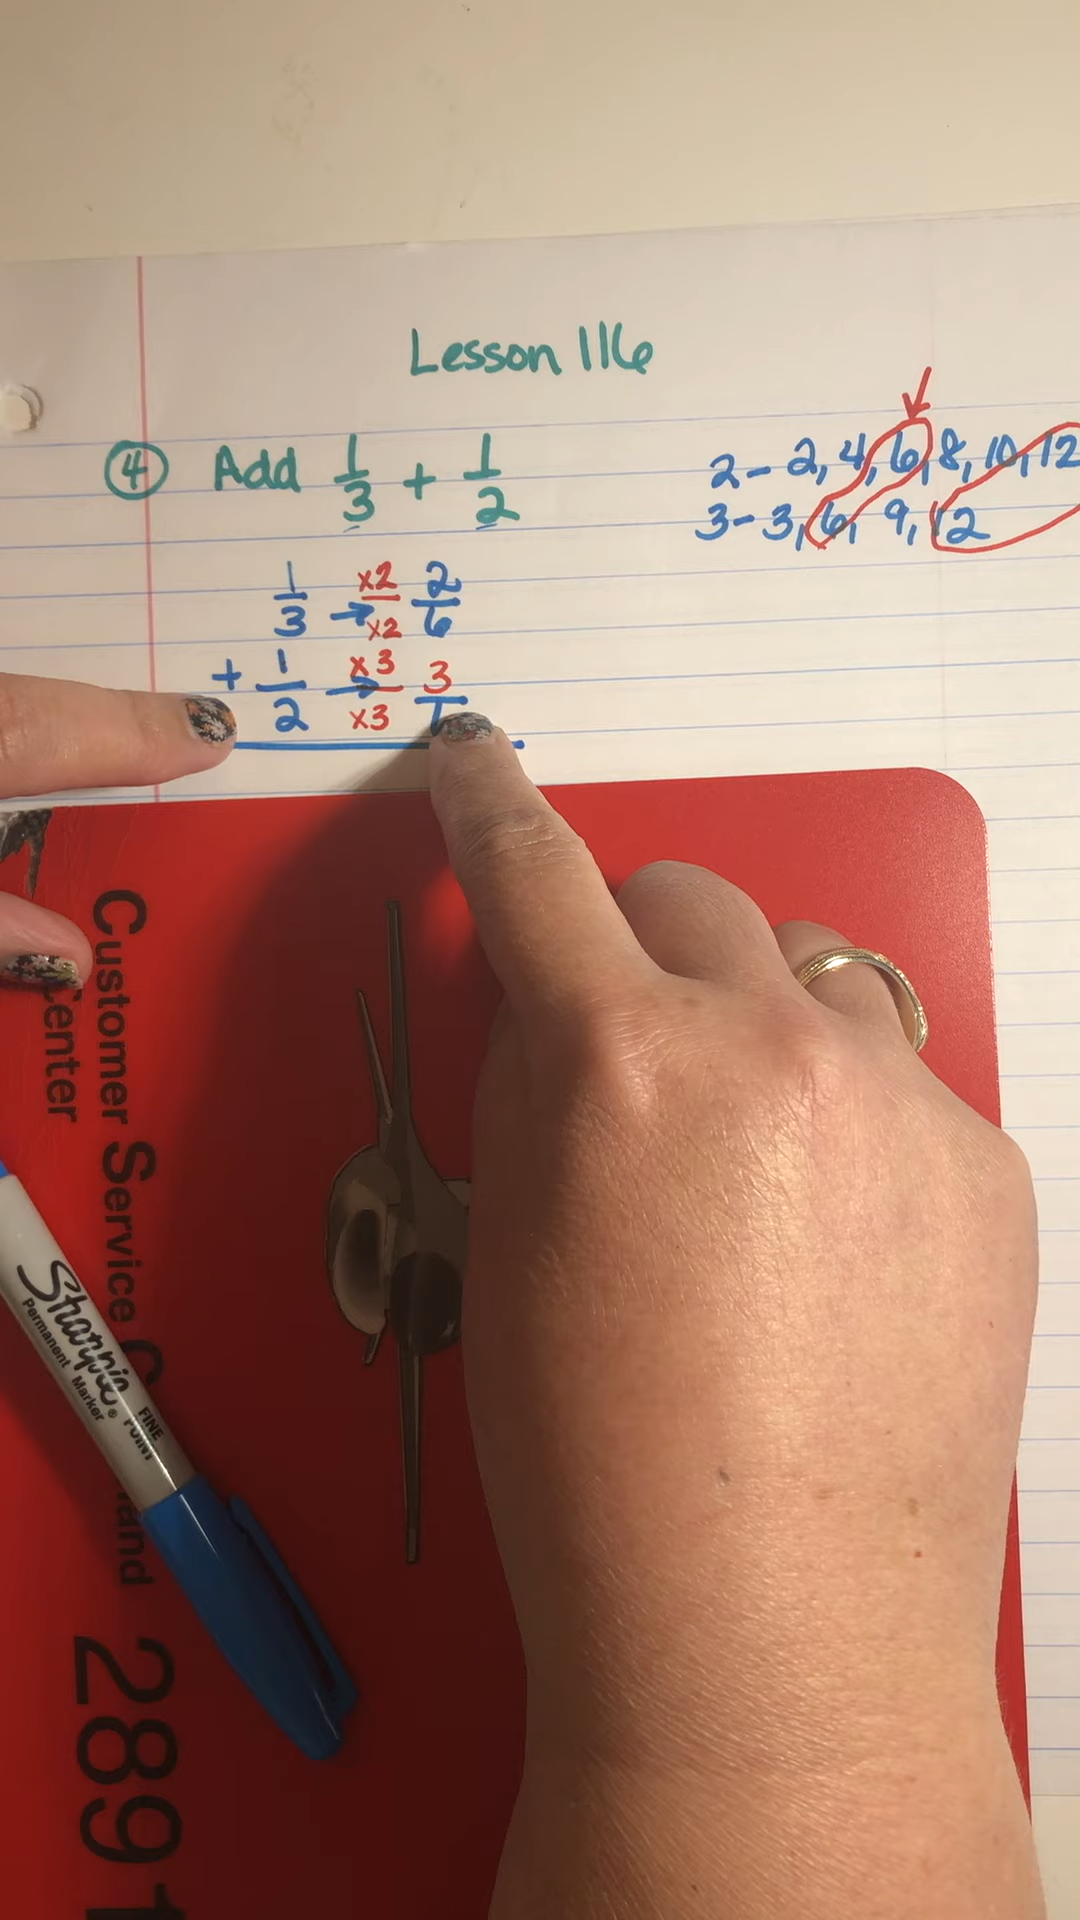 Lesson 116
④ Add 1/3 + 1/2
2 - 2, 4, 6, 8, 10, 12
3 - 3, 6, 9, 12
1/3 → ×2/×2 2/6
+ 1/2 → ×3/×3 3/
Customer Service
Center
Sharpie®
Permanent Marker
FINE
POINT
2891